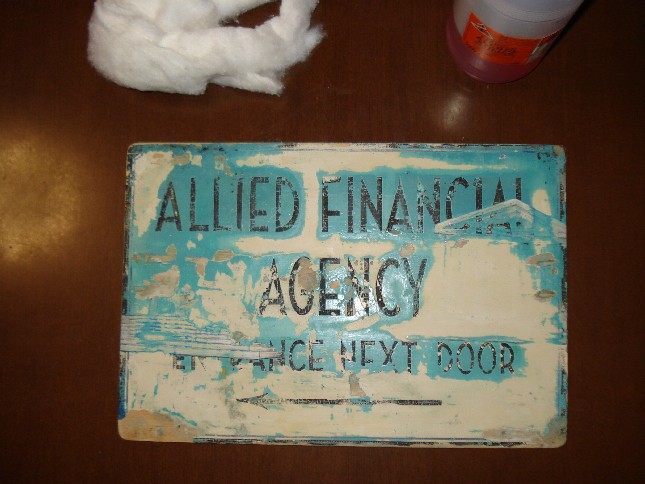 ALLIED FINANCIAL
AGENCY
NEXT DOOR